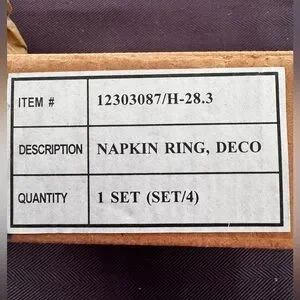 ITEM # 12303087/H-28.3
DESCRIPTION NAPKIN RING, DECO
QUANTITY 1 SET (SET/4)